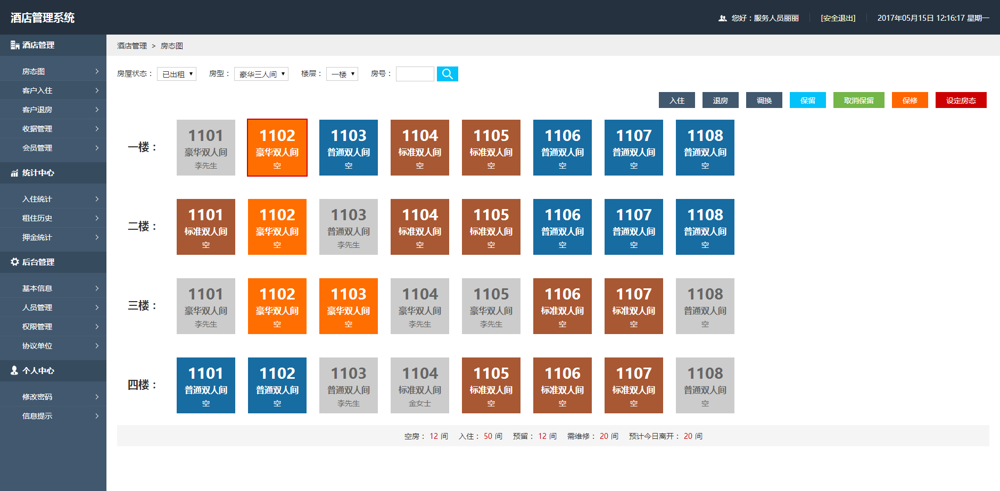 酒店管理系统
您好：服务人员丽丽
[安全退出]
2017年05月15日 12:16:17 星期一
酒店管理
房态图
客户入住
客户退房
收据管理
会员管理
统计中心
入住统计
租住历史
押金统计
后台管理
基本信息
人员管理
权限管理
协议单位
个人中心
修改密码
信息提示
酒店管理 > 房态图
房屋状态： 已出租 房型： 豪华三人间 楼层： 一楼 房号：
入住 退房 调换 保留 取消保留 保修 设定房态
一楼：
1101 1102 1103 1104 1105 1106 1107 1108
豪华双人间 豪华双人间 普通双人间 标准双人间 标准双人间 普通双人间 普通双人间 普通双人间
李先生 空 空 空 空 空 空 空
二楼：
1101 1102 1103 1104 1105 1106 1107 1108
标准双人间 豪华双人间 普通双人间 标准双人间 标准双人间 普通双人间 普通双人间 普通双人间
空 空 李先生 空 空 空 空 空
三楼：
1101 1102 1103 1104 1105 1106 1107 1108
豪华双人间 豪华双人间 豪华双人间 豪华双人间 豪华双人间 标准双人间 标准双人间 普通双人间
李先生 空 空 李先生 李先生 空 空 空
四楼：
1101 1102 1103 1104 1105 1106 1107 1108
普通双人间 普通双人间 普通双人间 标准双人间 标准双人间 标准双人间 标准双人间 普通双人间
空 空 李先生 金女士 空 空 空 空
空房： 12 间 入住： 50 间 预留： 12 间 需维修： 20 间 预计今日离开： 20 间